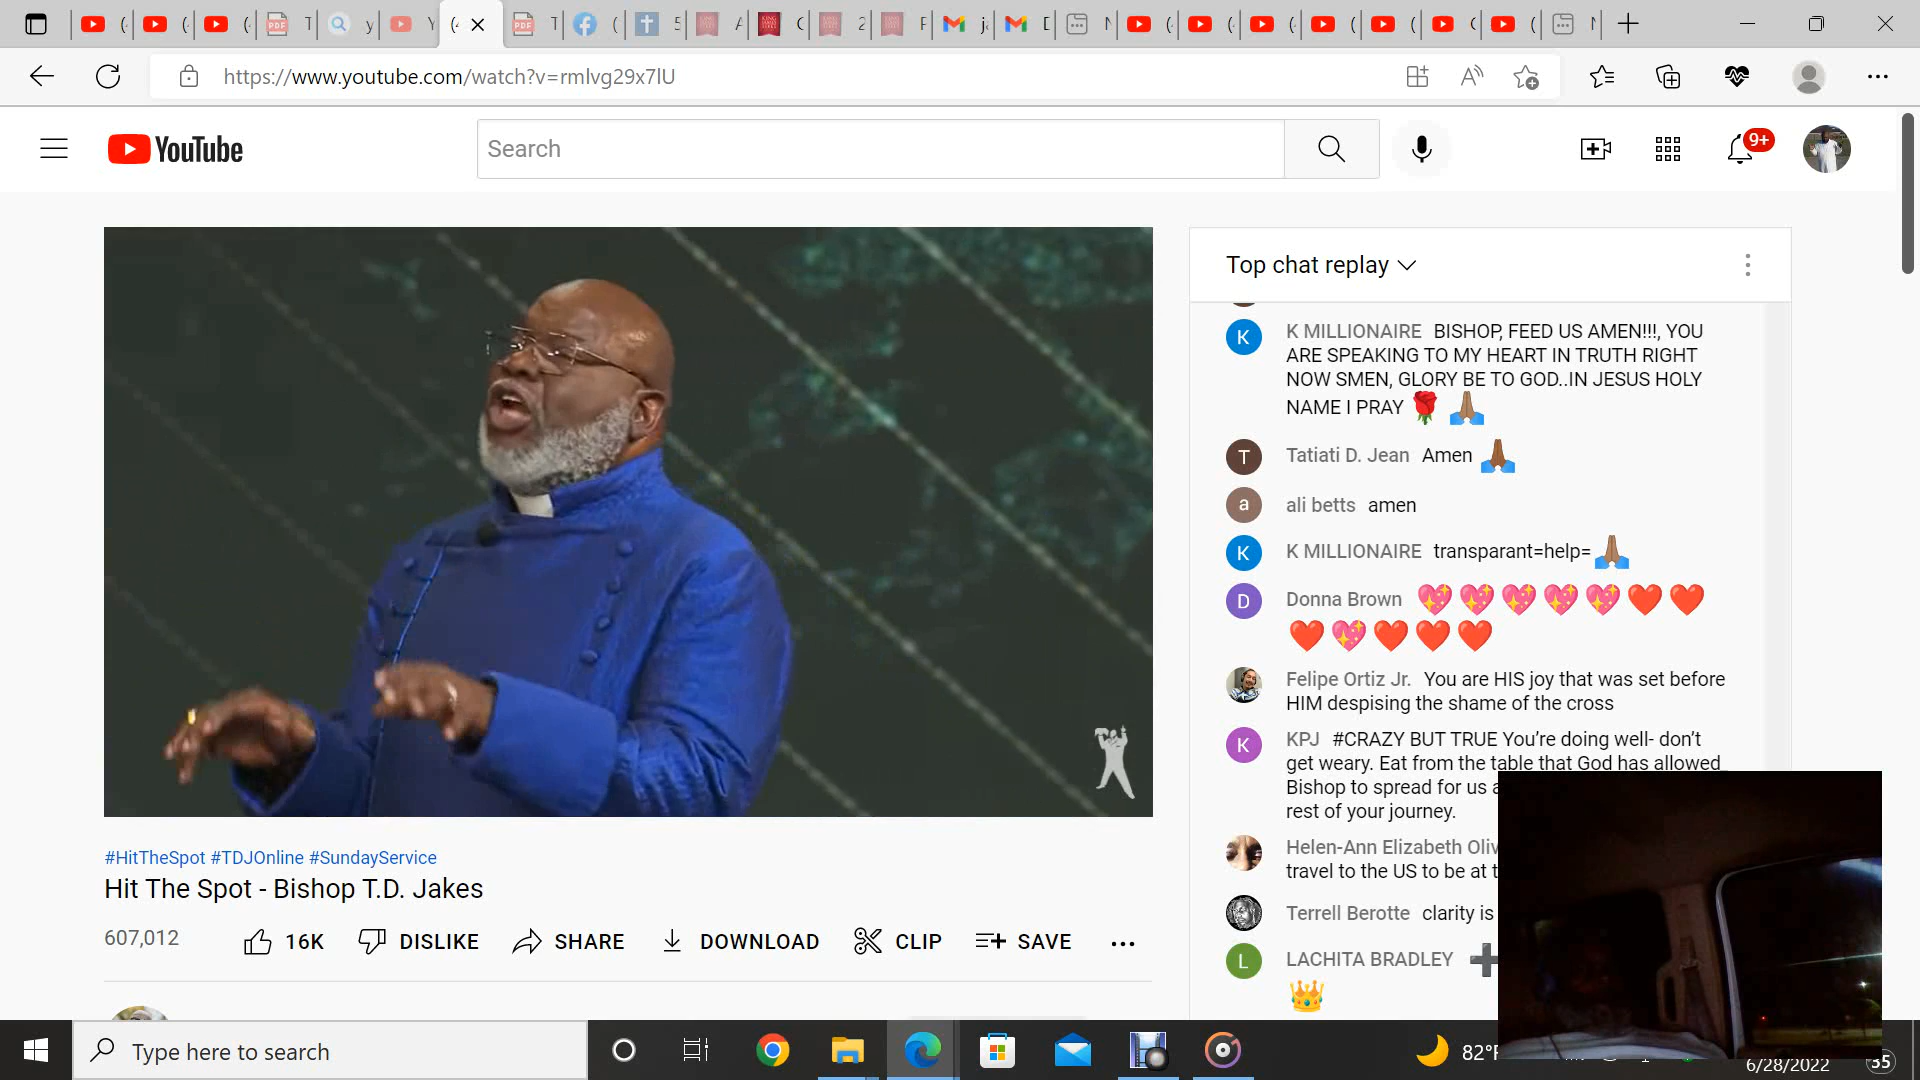 https://www.youtube.com/watch?v=rmlvg29x7lU
YouTube
Search
9+
Top chat replay
K MILLIONAIRE BISHOP, FEED US AMEN!!!, YOU
ARE SPEAKING TO MY HEART IN TRUTH RIGHT
NOW SMEN, GLORY BE TO GOD..IN JESUS HOLY
NAME I PRAY 🌹 🙏🏽
T Tatiati D. Jean Amen 🙏🏾
a ali betts amen
K K MILLIONAIRE transparant=help= 🙏🏽
D Donna Brown 💖💖💖💖💖❤️❤️
❤️💖❤️❤️❤️
Felipe Ortiz Jr. You are HIS joy that was set before
HIM despising the shame of the cross
K KPJ #CRAZY BUT TRUE You’re doing well- don’t
get weary. Eat from the table that God has allowed
Bishop to spread for us
rest of your journey.
Helen-Ann Elizabeth
travel to the US to be at
Terrell Berotte clarity is
L LACHITA BRADLEY ➕
👑
#HitTheSpot #TDJOnline #SundayService
Hit The Spot - Bishop T.D. Jakes
607,012
16K DISLIKE SHARE DOWNLOAD CLIP SAVE
Type here to search
82°F
6/28/2022
35